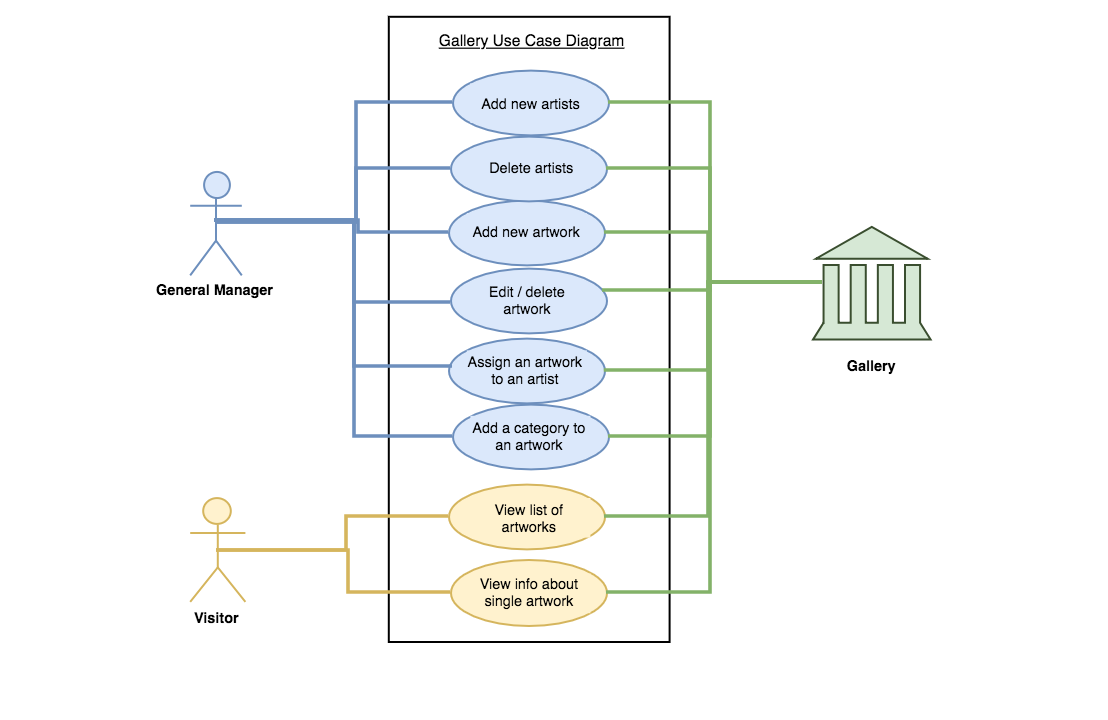 Gallery Use Case Diagram
Add new artists
Delete artists
Add new artwork
General Manager
Edit / delete
artwork
Assign an artwork
to an artist
Gallery
Add a category to
an artwork
View list of
artworks
View info about
single artwork
Visitor